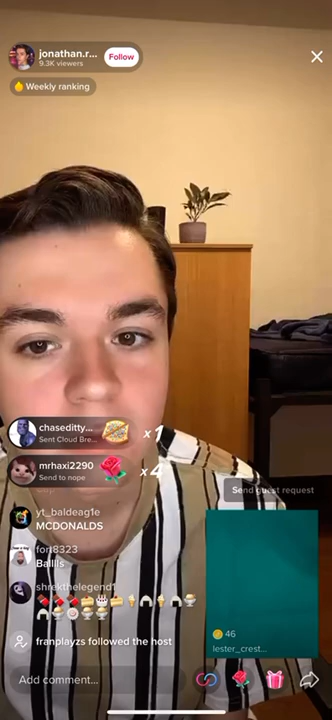 jonathan.r...
Follow
9.3K viewers
Weekly ranking
chaseditty...
Sent Cloud Bre...
x1
mrhaxi2290
Send to nope
x4
Send guest request
yt_baldeag1e
MCDONALDS
fort8323
Ballls
shrekthelegend1
franplayzs followed the host
46
lester_crest...
Add comment...